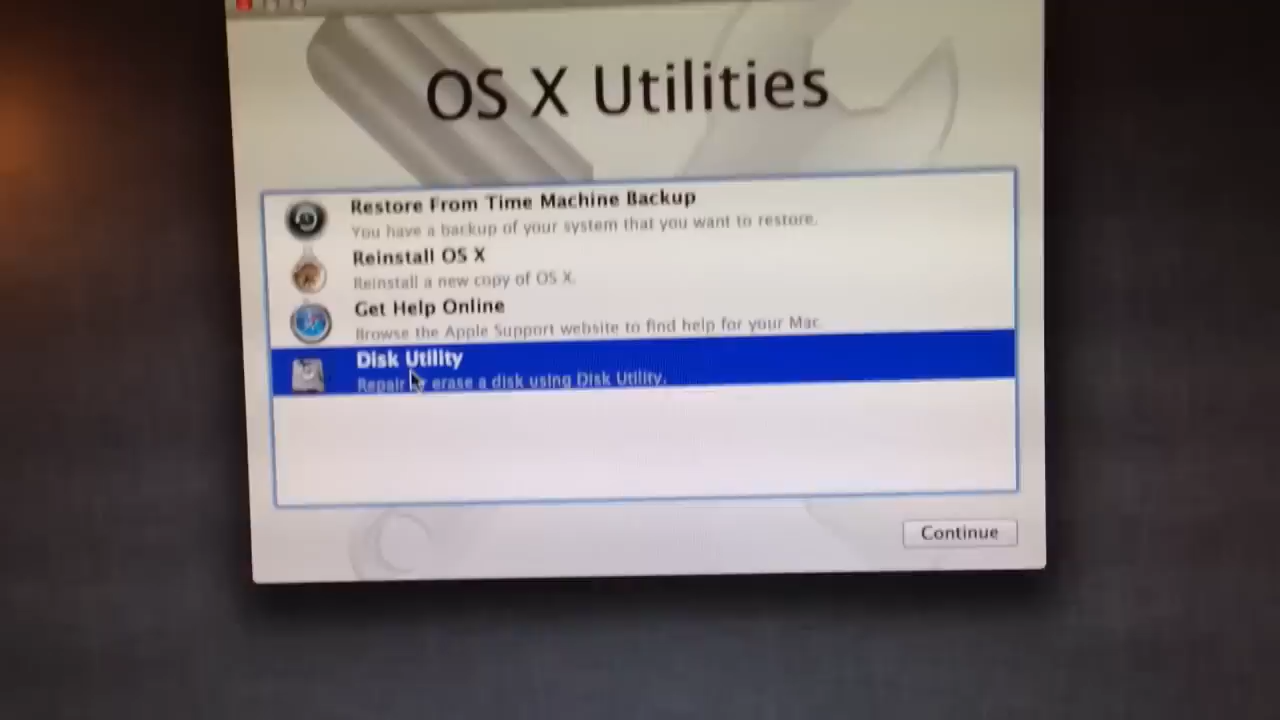 OS X Utilities
Restore From Time Machine Backup
You have a backup of your system that you want to restore.
Reinstall OS X
Reinstall a new copy of OS X.
Get Help Online
Browse the Apple Support website to find help for your Mac.
Disk Utility
Repair or erase a disk using Disk Utility.
Continue